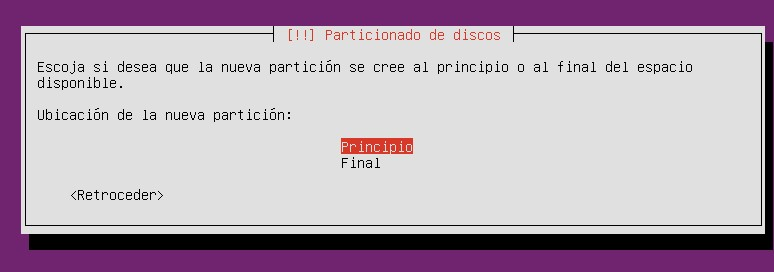 [!!] Particionado de discos
Escoja si desea que la nueva partición se cree al principio o al final del espacio
disponible.
Ubicación de la nueva partición:
Principio
Final
<Retroceder>